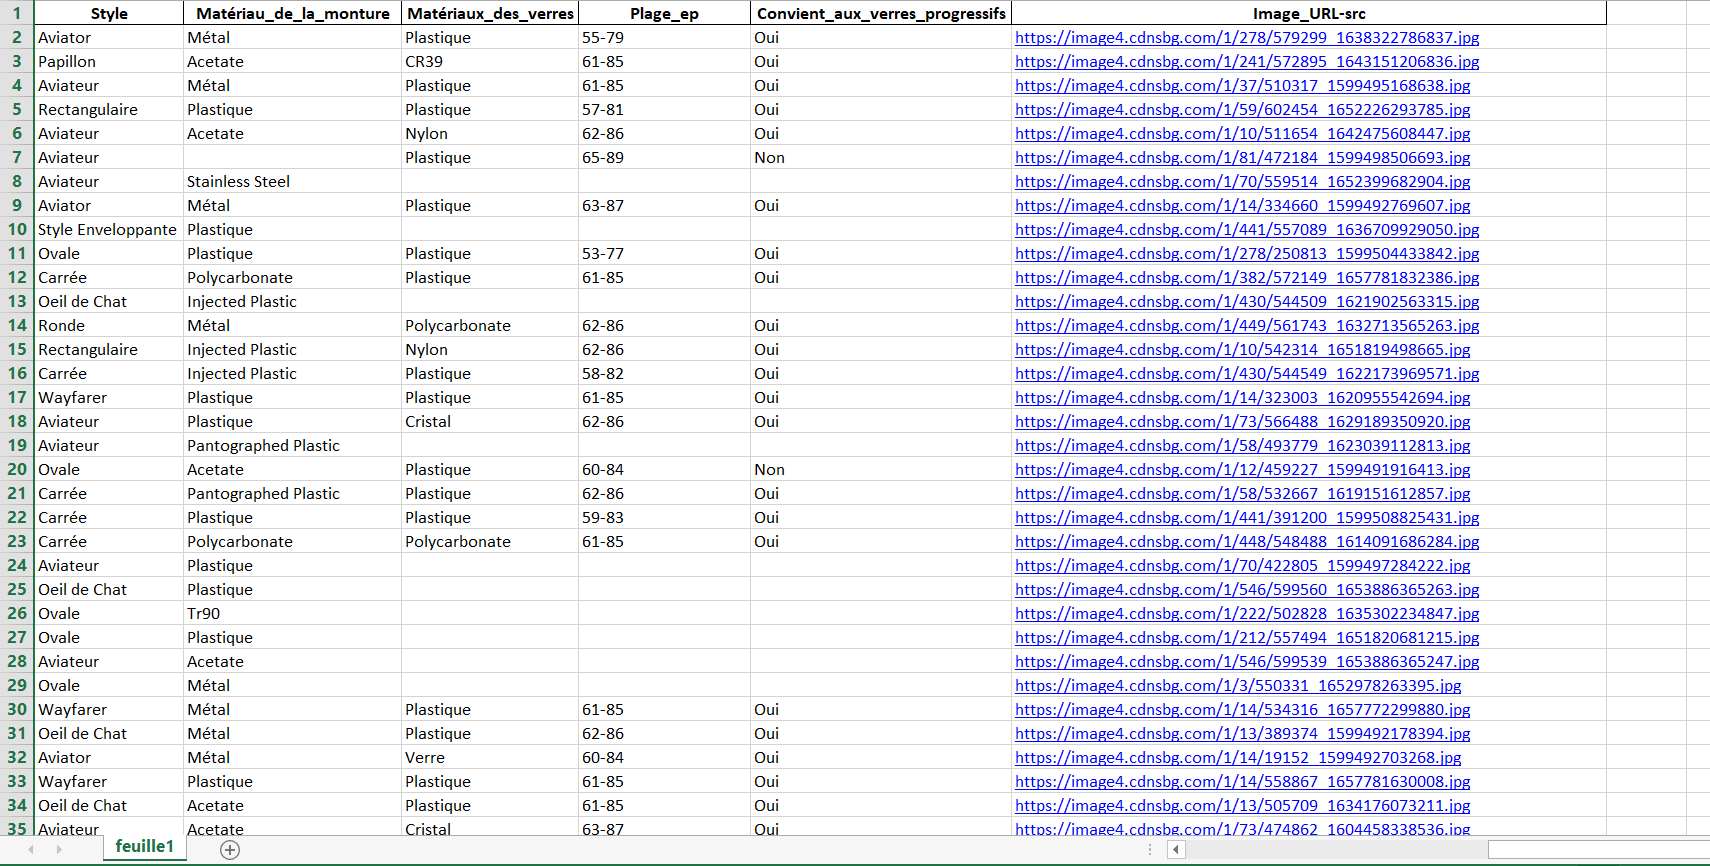 1 Style Matériau_de_la_monture Matériaux_des_verres Plage_ep Convient_aux_verres_progressifs Image_URL-src
2 Aviator Métal Plastique 55-79 Oui https://image4.cdnsbg.com/1/278/579299_1638322786837.jpg
3 Papillon Acetate CR39 61-85 Oui https://image4.cdnsbg.com/1/241/572895_1643151206836.jpg
4 Aviateur Métal Plastique 61-85 Oui https://image4.cdnsbg.com/1/37/510317_1599495168638.jpg
5 Rectangulaire Plastique Plastique 57-81 Oui https://image4.cdnsbg.com/1/59/602454_1652226293785.jpg
6 Aviateur Acetate Nylon 62-86 Oui https://image4.cdnsbg.com/1/10/511654_1642475608447.jpg
7 Aviateur Plastique 65-89 Non https://image4.cdnsbg.com/1/81/472184_1599498506693.jpg
8 Aviateur Stainless Steel https://image4.cdnsbg.com/1/70/559514_1652399682904.jpg
9 Aviator Métal Plastique 63-87 Oui https://image4.cdnsbg.com/1/14/334660_1599492769607.jpg
10 Style Enveloppante Plastique https://image4.cdnsbg.com/1/441/557089_1636709929050.jpg
11 Ovale Plastique Plastique 53-77 Oui https://image4.cdnsbg.com/1/278/250813_1599504433842.jpg
12 Carrée Polycarbonate Plastique 61-85 Oui https://image4.cdnsbg.com/1/382/572149_1657781832386.jpg
13 Oeil de Chat Injected Plastic https://image4.cdnsbg.com/1/430/544509_1621902563315.jpg
14 Ronde Métal Polycarbonate 62-86 Oui https://image4.cdnsbg.com/1/449/561743_1632713565263.jpg
15 Rectangulaire Injected Plastic Nylon 62-86 Oui https://image4.cdnsbg.com/1/10/542314_1651819498665.jpg
16 Carrée Injected Plastic Plastique 58-82 Oui https://image4.cdnsbg.com/1/430/544549_1622173969571.jpg
17 Wayfarer Plastique Plastique 61-85 Oui https://image4.cdnsbg.com/1/14/323003_1620955542694.jpg
18 Aviateur Plastique Cristal 62-86 Oui https://image4.cdnsbg.com/1/73/566488_1629189350920.jpg
19 Aviateur Pantographed Plastic https://image4.cdnsbg.com/1/58/493779_1623039112813.jpg
20 Ovale Acetate Plastique 60-84 Non https://image4.cdnsbg.com/1/12/459227_1599491916413.jpg
21 Carrée Pantographed Plastic Plastique 62-86 Oui https://image4.cdnsbg.com/1/58/532667_1619151612857.jpg
22 Carrée Plastique Plastique 59-83 Oui https://image4.cdnsbg.com/1/441/391200_1599508825431.jpg
23 Carrée Polycarbonate Polycarbonate 61-85 Oui https://image4.cdnsbg.com/1/448/548488_1614091686284.jpg
24 Aviateur Plastique https://image4.cdnsbg.com/1/70/422805_1599497284222.jpg
25 Oeil de Chat Plastique https://image4.cdnsbg.com/1/546/599560_1653886365263.jpg
26 Ovale Tr90 https://image4.cdnsbg.com/1/222/502828_1635302234847.jpg
27 Ovale Plastique https://image4.cdnsbg.com/1/212/557494_1651820681215.jpg
28 Aviateur Acetate https://image4.cdnsbg.com/1/546/599539_1653886365247.jpg
29 Ovale Métal https://image4.cdnsbg.com/1/3/550331_1652978263395.jpg
30 Wayfarer Métal Plastique 61-85 Oui https://image4.cdnsbg.com/1/14/534316_1657772299880.jpg
31 Oeil de Chat Métal Plastique 62-86 Oui https://image4.cdnsbg.com/1/13/389374_1599492178394.jpg
32 Aviator Métal Verre 60-84 Oui https://image4.cdnsbg.com/1/14/19152_1599492703268.jpg
33 Wayfarer Plastique Plastique 61-85 Oui https://image4.cdnsbg.com/1/14/558867_1657781630008.jpg
34 Oeil de Chat Acetate Plastique 61-85 Oui https://image4.cdnsbg.com/1/13/505709_1634176073211.jpg
35 Aviateur Acetate Cristal 63-87 Oui https://image4.cdnsbg.com/1/73/474862_1604458338536.jpg
feuille1